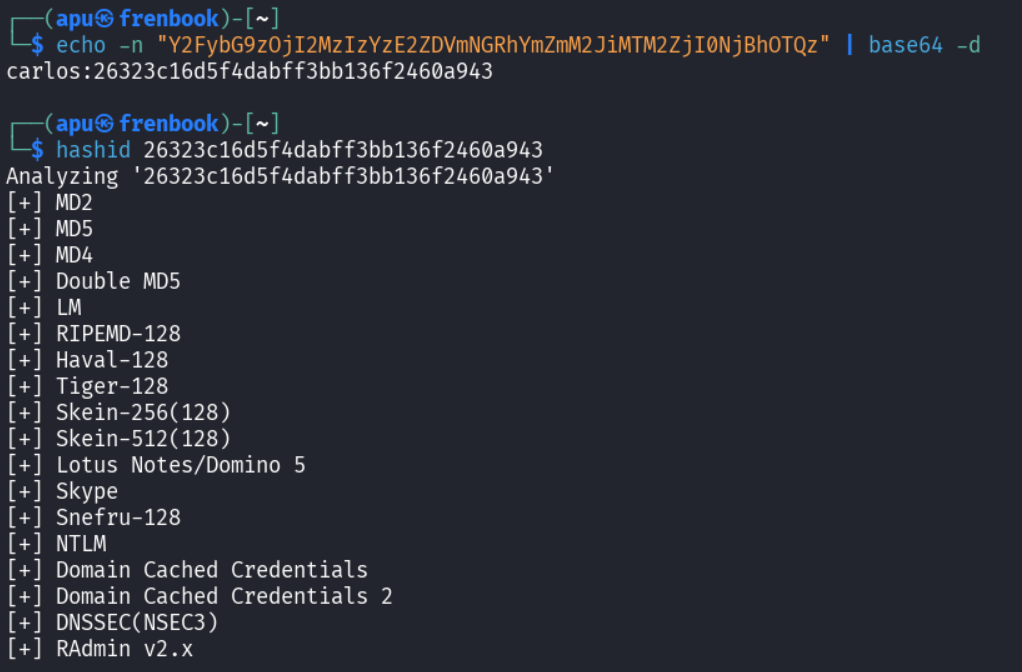 ┌──(apu㉿frenbook)-[~]
└─$ echo -n "Y2FybG9zOjI2MzIzYzE2ZDVmNGRhYmZmM2JiMTM2ZjI0NjBhOTQz" | base64 -d
carlos:26323c16d5f4dabff3bb136f2460a943
┌──(apu㉿frenbook)-[~]
└─$ hashid 26323c16d5f4dabff3bb136f2460a943
Analyzing '26323c16d5f4dabff3bb136f2460a943'
[+] MD2
[+] MD5
[+] MD4
[+] Double MD5
[+] LM
[+] RIPEMD-128
[+] Haval-128
[+] Tiger-128
[+] Skein-256(128)
[+] Skein-512(128)
[+] Lotus Notes/Domino 5
[+] Skype
[+] Snefru-128
[+] NTLM
[+] Domain Cached Credentials
[+] Domain Cached Credentials 2
[+] DNSSEC(NSEC3)
[+] RAdmin v2.x